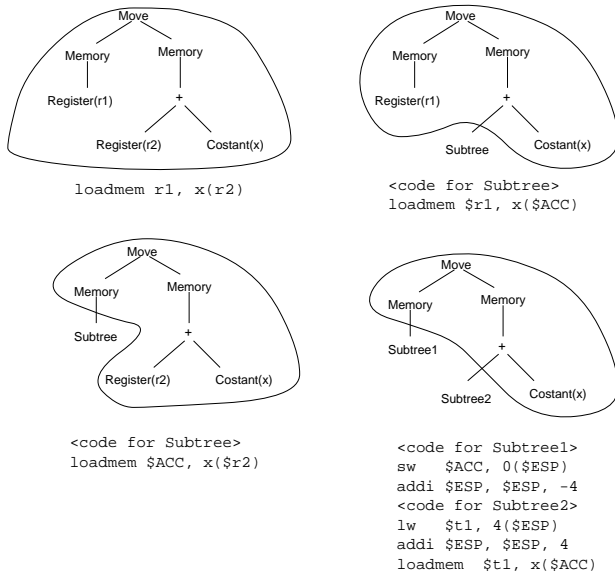 Move
Memory
Memory
Register(r1)
+
Register(r2)
Costant(x)
loadmem r1, x(r2)
Move
Memory
Memory
Register(r1)
+
Subtree
Costant(x)
<code for Subtree>
loadmem $r1, x($ACC)
Move
Memory
Memory
Subtree
+
Register(r2)
Costant(x)
<code for Subtree>
loadmem $ACC, x($r2)
Move
Memory
Memory
Subtree1
+
Subtree2
Costant(x)
<code for Subtree1>
sw $ACC, 0($ESP)
addi $ESP, $ESP, -4
<code for Subtree2>
lw $t1, 4($ESP)
addi $ESP, $ESP, 4
loadmem $t1, x($ACC)